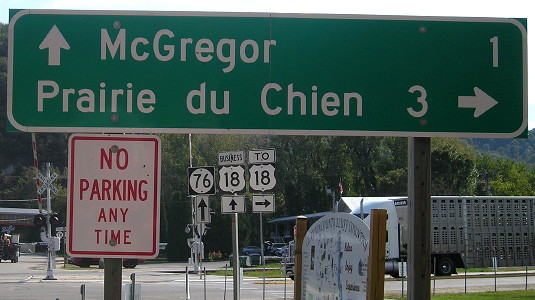 McGregor 1
Prairie du Chien 3
NO
PARKING
ANY
TIME
76
BUSINESS
18
TO
18